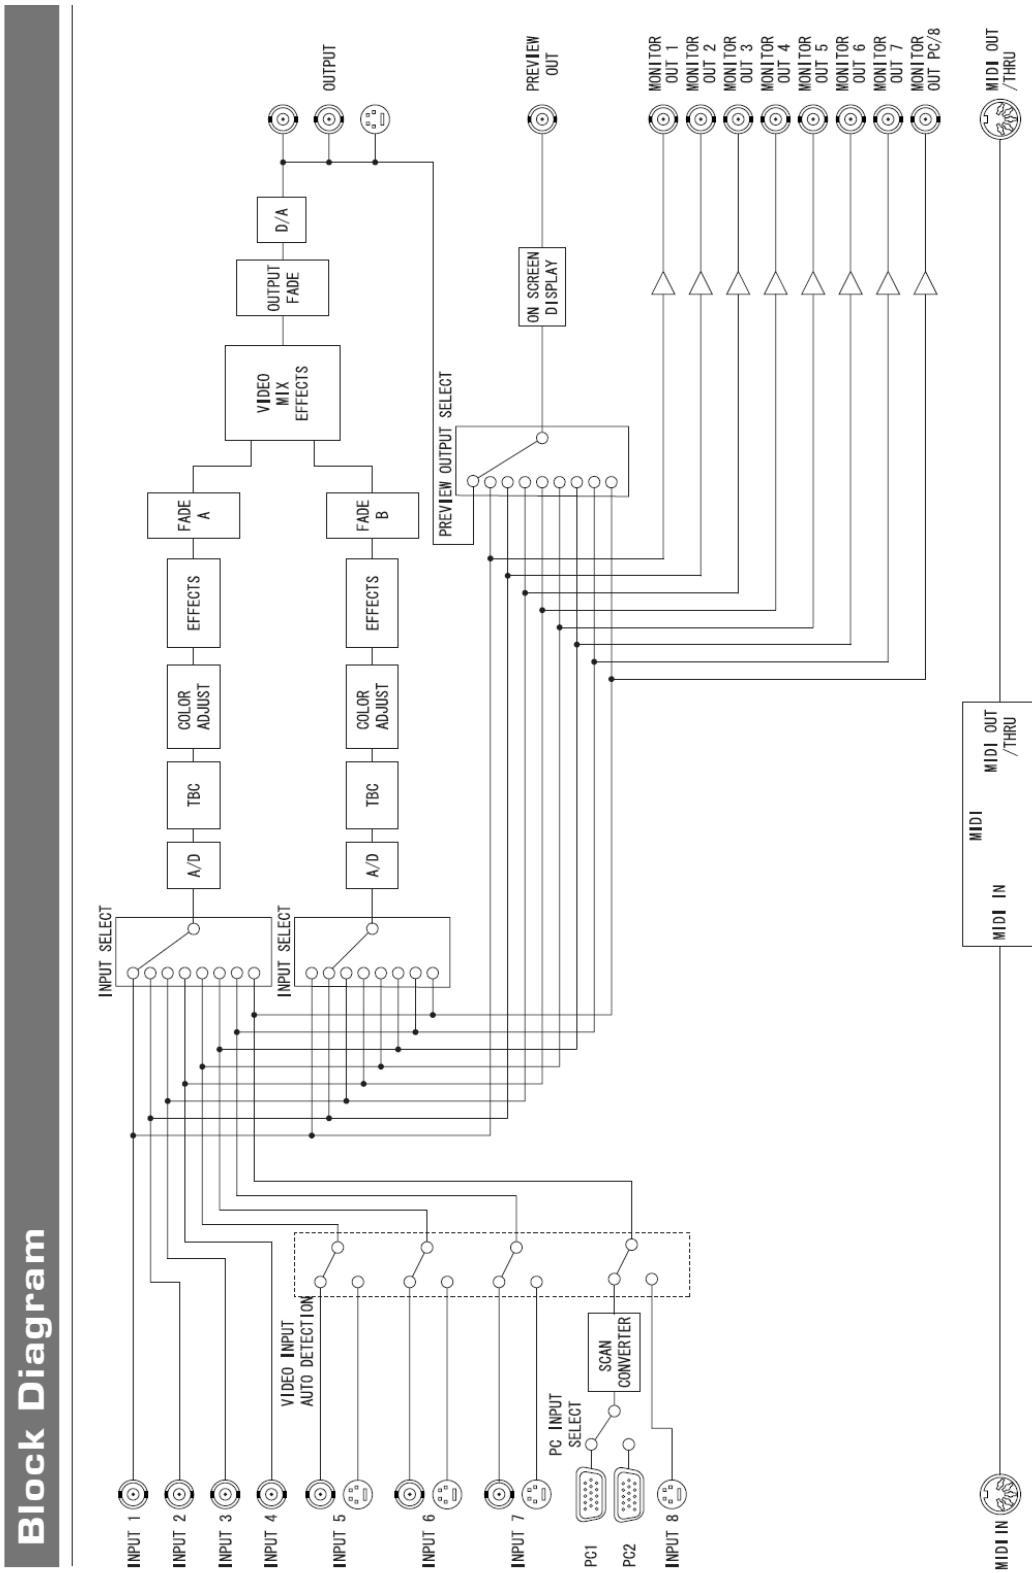 Block Diagram
INPUT 1
INPUT 2
INPUT 3
INPUT 4
INPUT 5
INPUT 6
INPUT 7
PC1
PC2
INPUT 8
MIDI IN
VIDEO INPUT
AUTO DETECTION
PC INPUT
SELECT
SCAN
CONVERTER
INPUT SELECT
INPUT SELECT
A/D
TBC
COLOR
ADJUST
EFFECTS
FADE
A
A/D
TBC
COLOR
ADJUST
EFFECTS
FADE
B
VIDEO
MIX
EFFECTS
OUTPUT
FADE
D/A
OUTPUT
PREVIEW OUTPUT SELECT
ON SCREEN
DISPLAY
PREVIEW
OUT
MONITOR
OUT 1
MONITOR
OUT 2
MONITOR
OUT 3
MONITOR
OUT 4
MONITOR
OUT 5
MONITOR
OUT 6
MONITOR
OUT 7
MONITOR
OUT PC/8
MIDI IN
MIDI
MIDI OUT
/THRU
MIDI OUT
/THRU